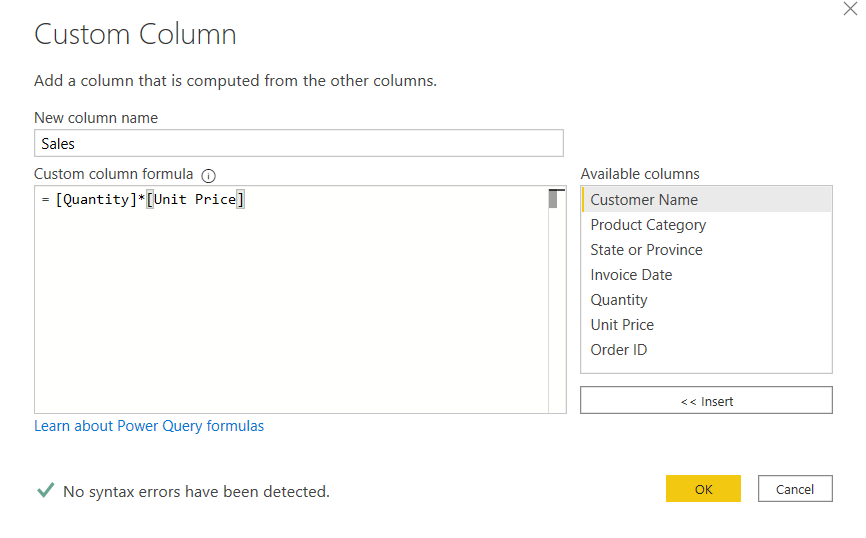 Custom Column
Add a column that is computed from the other columns.
New column name
Sales
Custom column formula
= [Quantity]*[Unit Price]
Available columns
Customer Name
Product Category
State or Province
Invoice Date
Quantity
Unit Price
Order ID
<< Insert
Learn about Power Query formulas
No syntax errors have been detected.
OK
Cancel